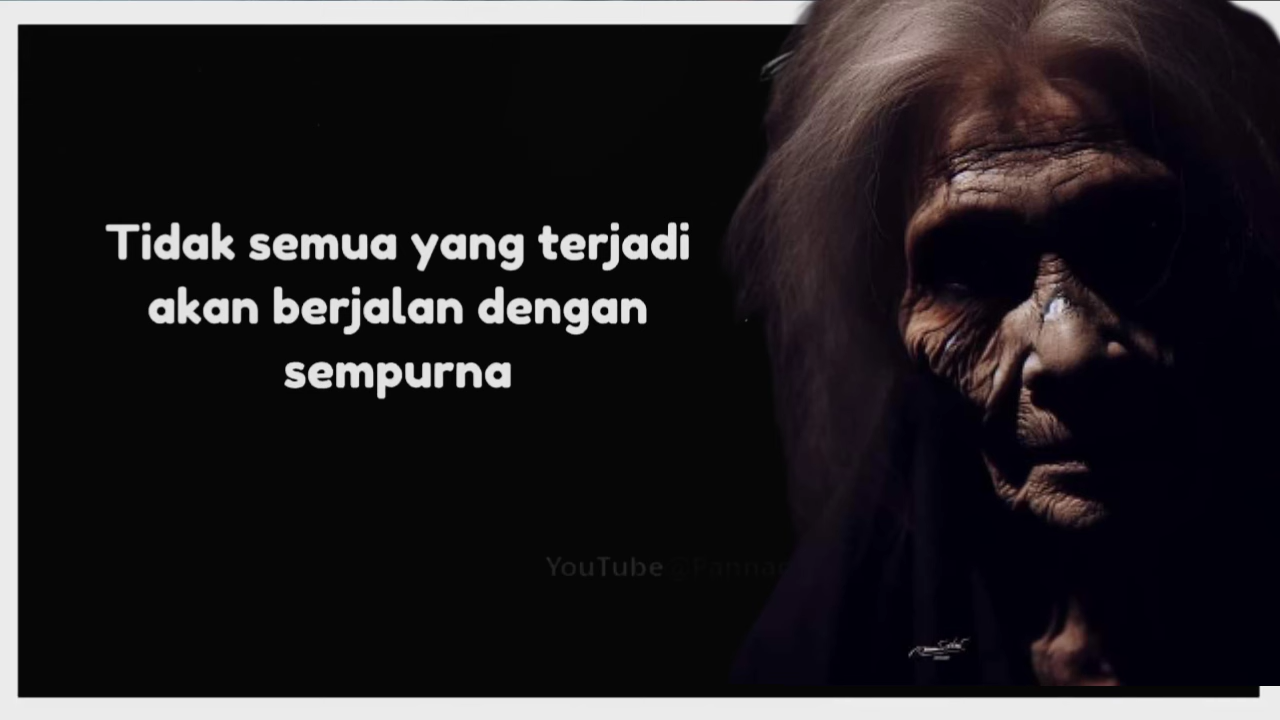 Tidak semua yang terjadi
akan berjalan dengan
sempurna
YouTube